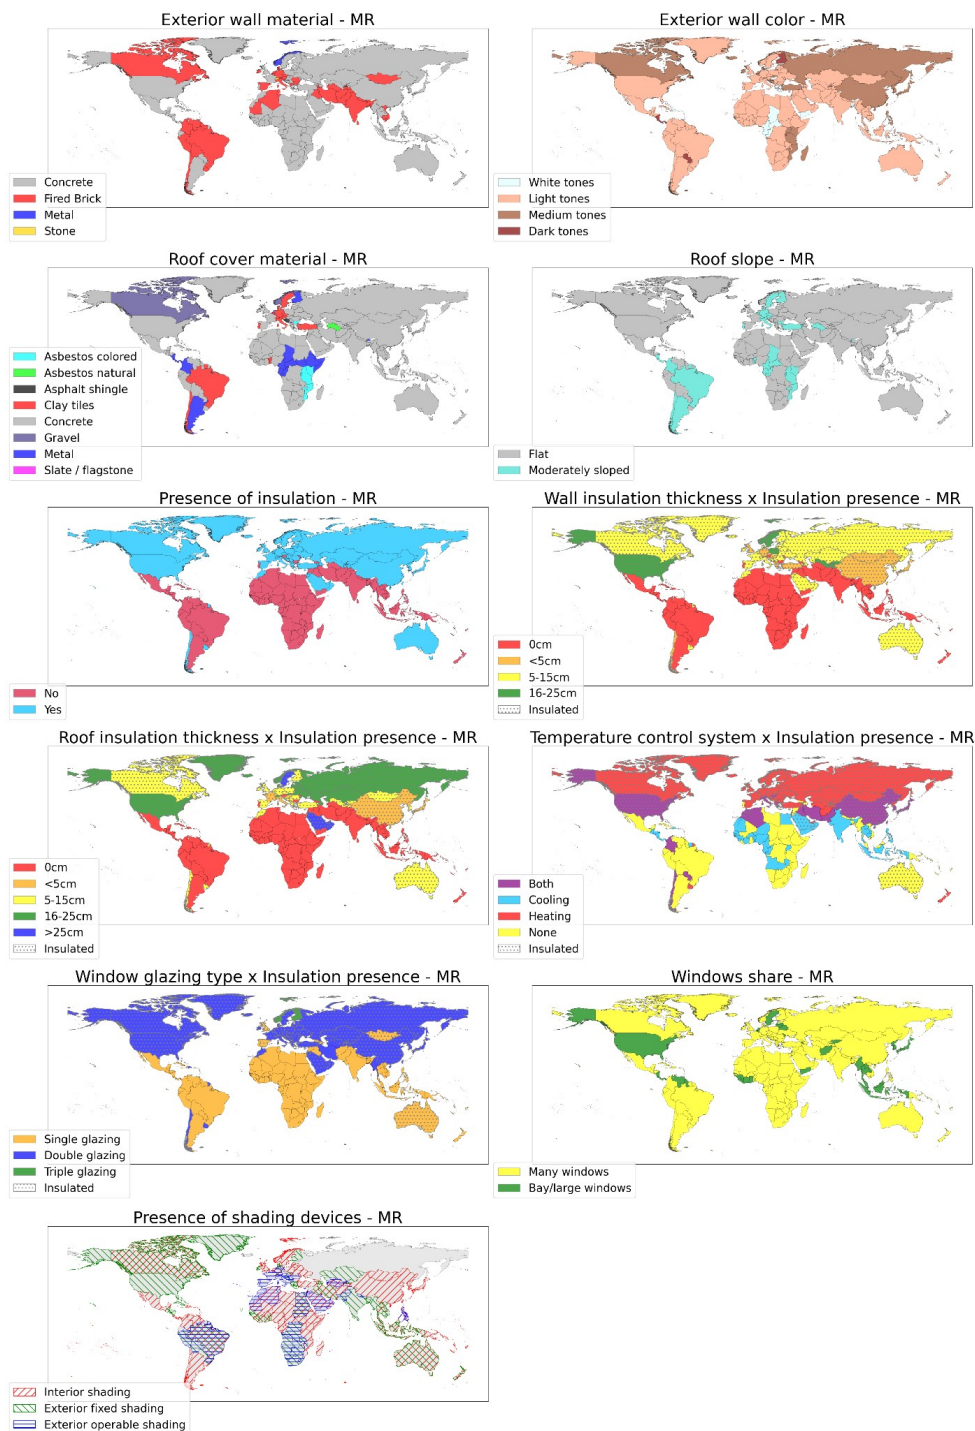 Exterior wall material - MR
Concrete
Fired Brick
Metal
Stone
Exterior wall color - MR
White tones
Light tones
Medium tones
Dark tones
Roof cover material - MR
Asbestos colored
Asbestos natural
Asphalt shingle
Clay tiles
Concrete
Gravel
Metal
Slate / flagstone
Roof slope - MR
Flat
Moderately sloped
Presence of insulation - MR
No
Yes
Wall insulation thickness x Insulation presence - MR
0cm
<5cm
5-15cm
16-25cm
Insulated
Roof insulation thickness x Insulation presence - MR
0cm
<5cm
5-15cm
16-25cm
>25cm
Insulated
Temperature control system x Insulation presence - MR
Both
Cooling
Heating
None
Insulated
Window glazing type x Insulation presence - MR
Single glazing
Double glazing
Triple glazing
Insulated
Windows share - MR
Many windows
Bay/large windows
Presence of shading devices - MR
Interior shading
Exterior fixed shading
Exterior operable shading